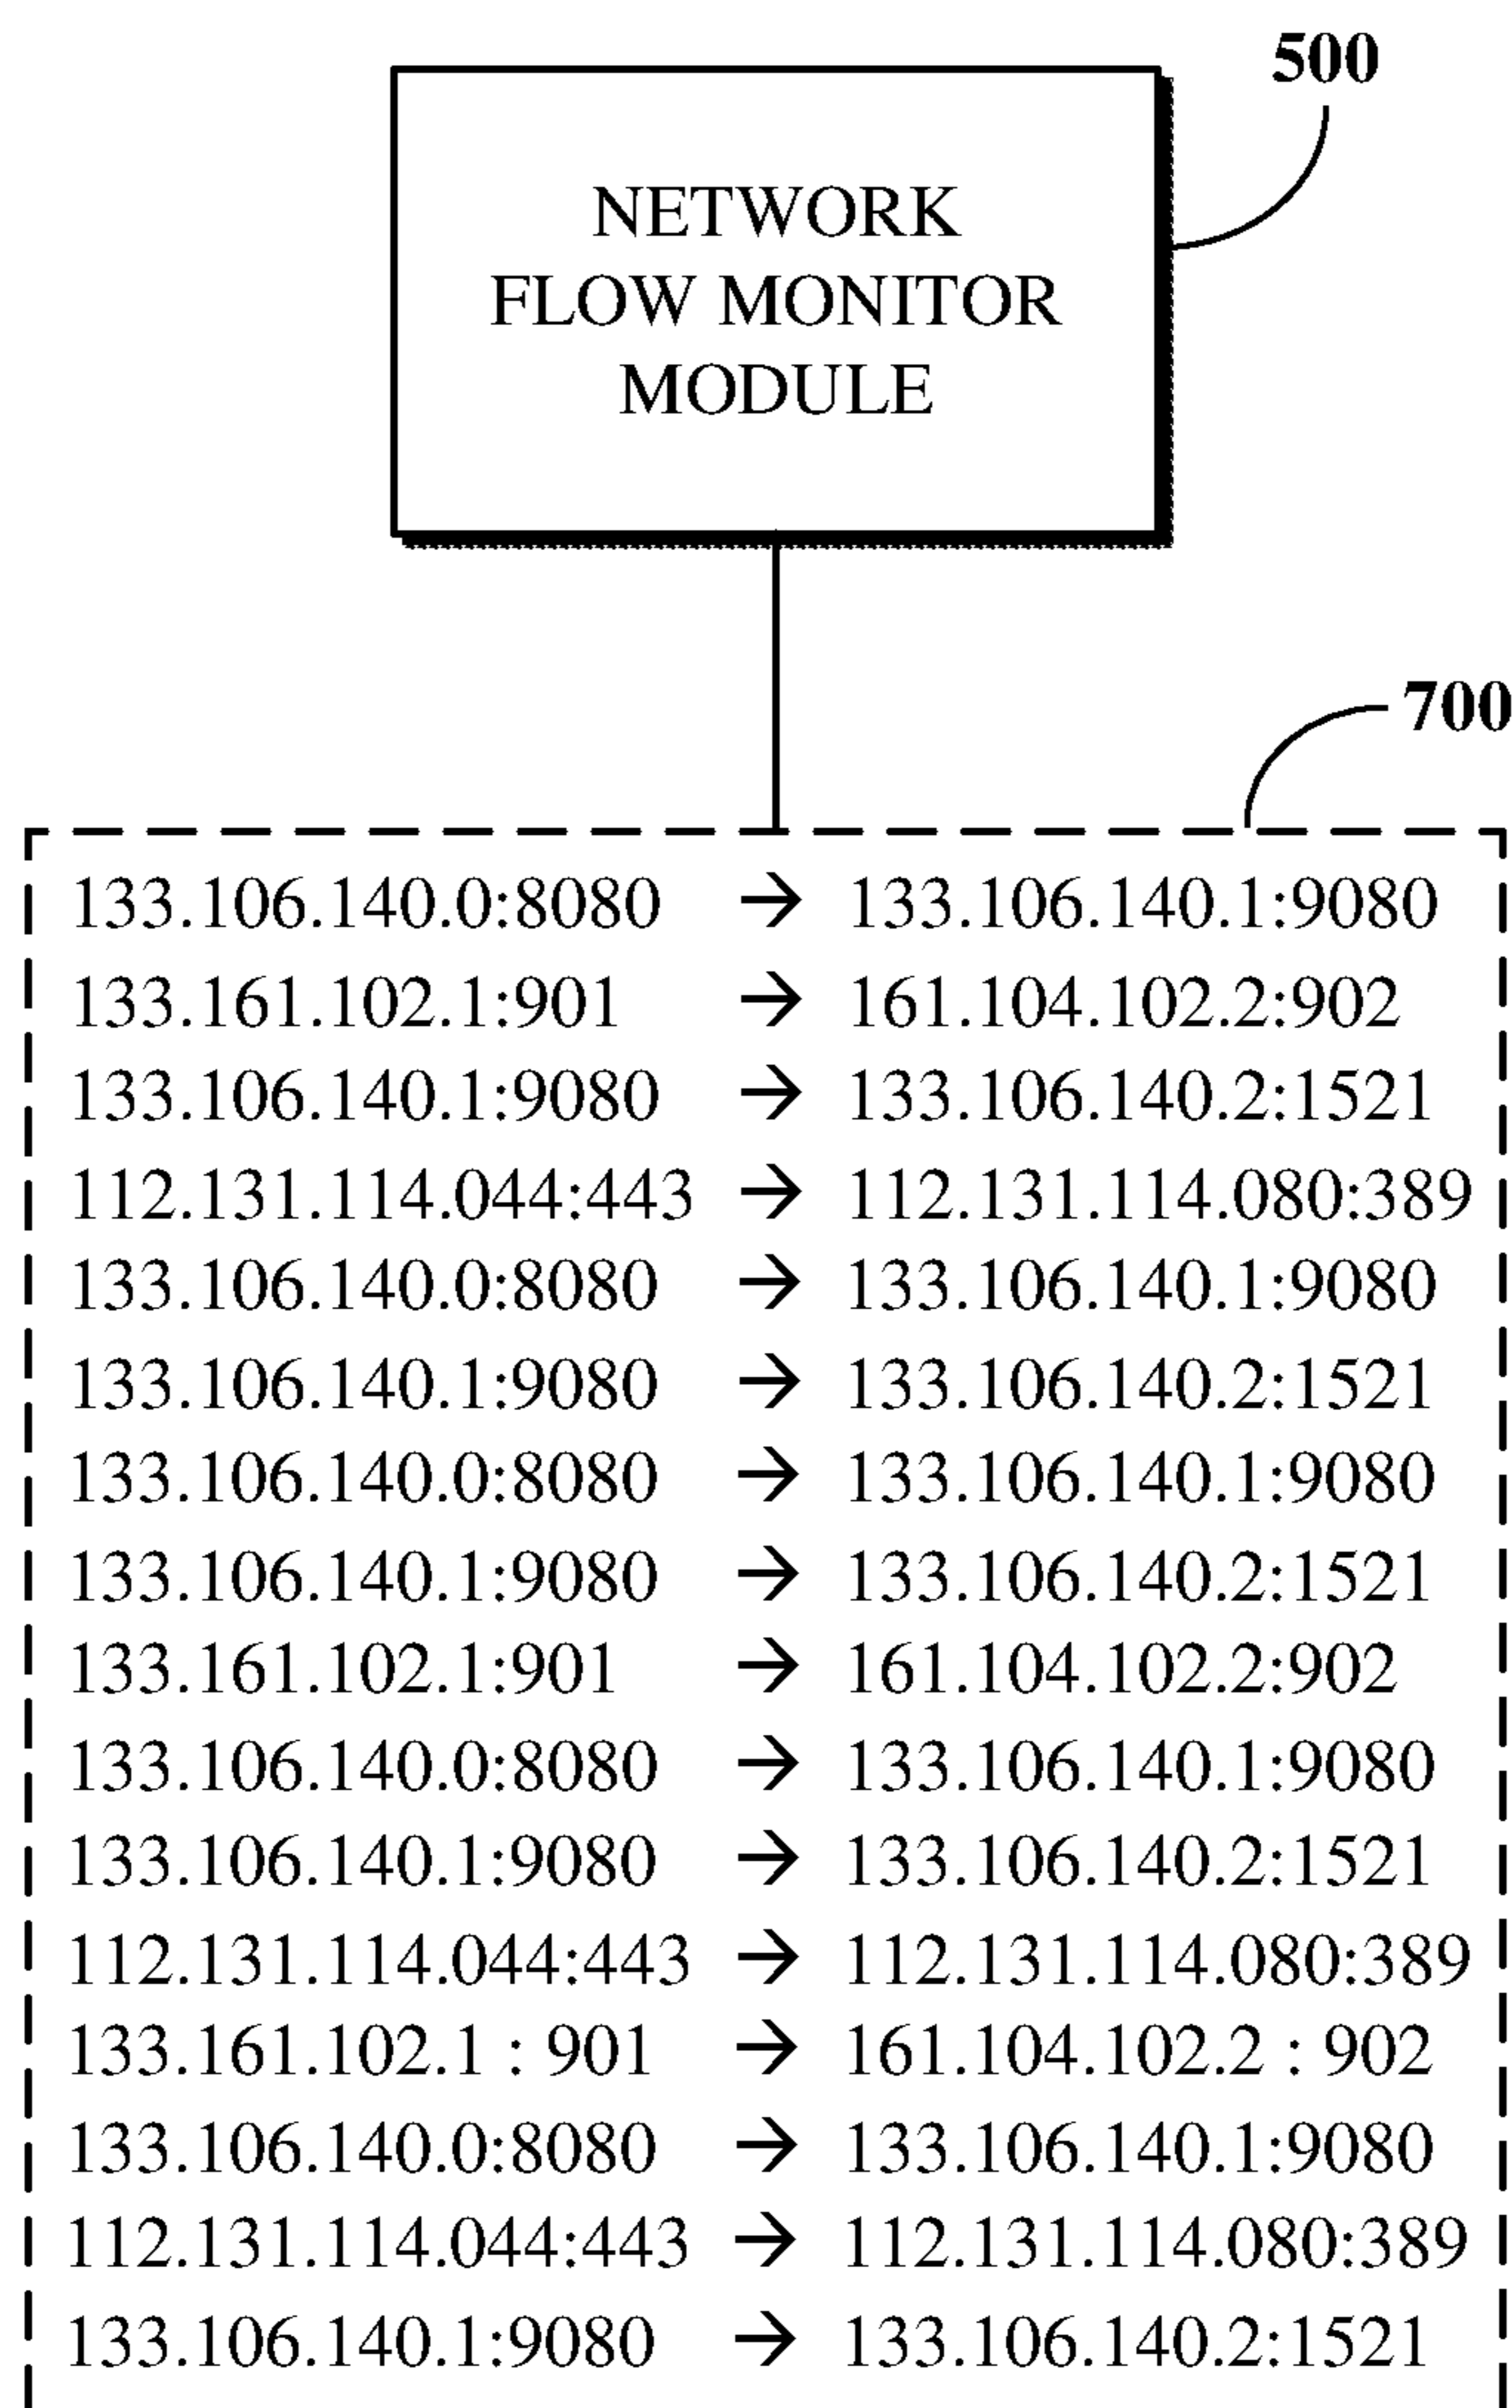 500
NETWORK
FLOW MONITOR
MODULE
700
133.106.140.0:8080 → 133.106.140.1:9080
133.161.102.1:901 → 161.104.102.2:902
133.106.140.1:9080 → 133.106.140.2:1521
112.131.114.044:443 → 112.131.114.080:389
133.106.140.0:8080 → 133.106.140.1:9080
133.106.140.1:9080 → 133.106.140.2:1521
133.106.140.0:8080 → 133.106.140.1:9080
133.106.140.1:9080 → 133.106.140.2:1521
133.161.102.1:901 → 161.104.102.2:902
133.106.140.0:8080 → 133.106.140.1:9080
133.106.140.1:9080 → 133.106.140.2:1521
112.131.114.044:443 → 112.131.114.080:389
133.161.102.1 : 901 → 161.104.102.2 : 902
133.106.140.0:8080 → 133.106.140.1:9080
112.131.114.044:443 → 112.131.114.080:389
133.106.140.1:9080 → 133.106.140.2:1521